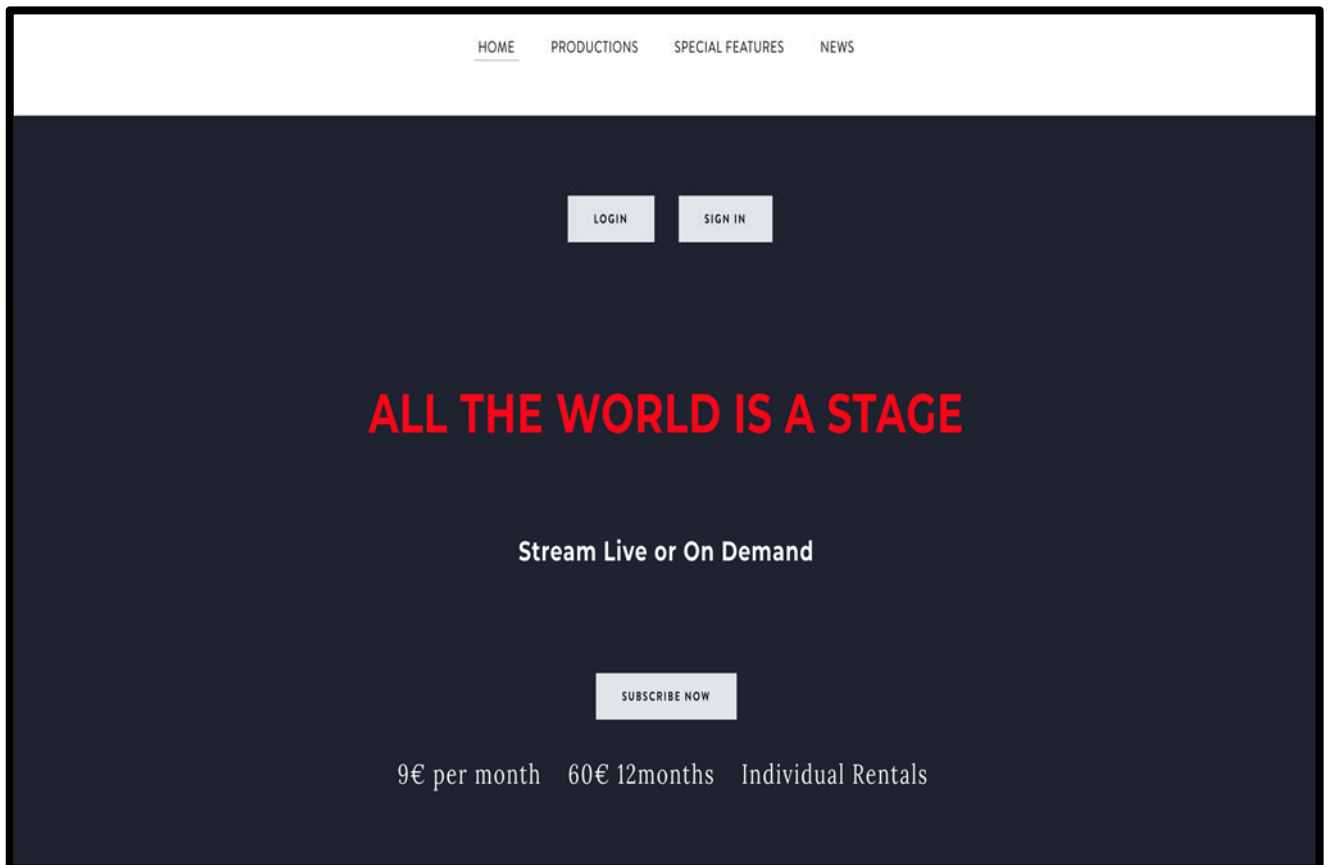 HOME PRODUCTIONS SPECIAL FEATURES NEWS
LOGIN SIGN IN
ALL THE WORLD IS A STAGE
Stream Live or On Demand
SUBSCRIBE NOW
9€ per month 60€ 12months Individual Rentals